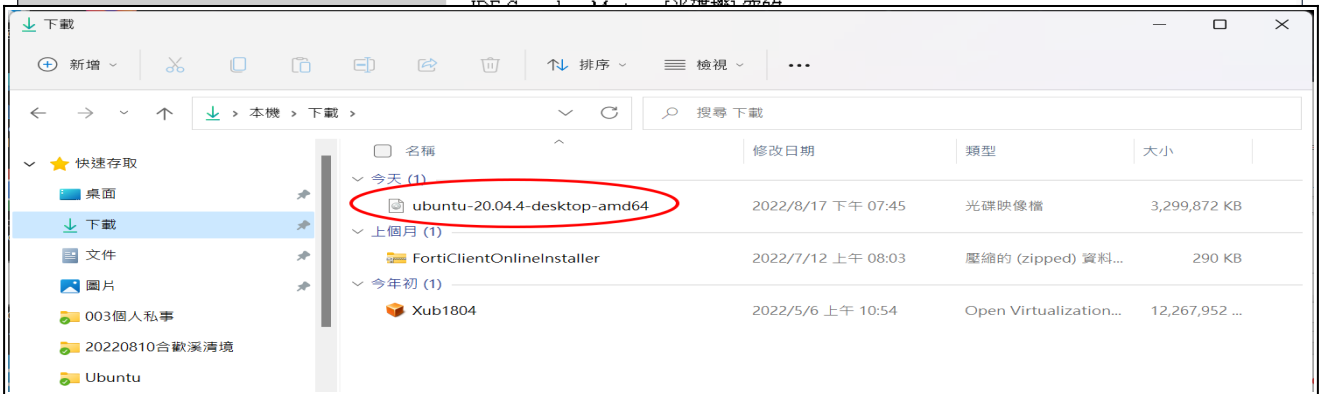 下載
新增 排序 檢視 ...
本機 > 下載 > 搜尋 下載
名稱 修改日期 類型 大小
快速存取
桌面
下載
文件
圖片
003個人私事
20220810合歡溪清境
Ubuntu
今天 (1)
ubuntu-20.04.4-desktop-amd64 2022/8/17 下午 07:45 光碟映像檔 3,299,872 KB
上個月 (1)
FortiClientOnlineInstaller 2022/7/12 上午 08:03 壓縮的 (zipped) 資料... 290 KB
今年初 (1)
Xub1804 2022/5/6 上午 10:54 Open Virtualization... 12,267,952 ...